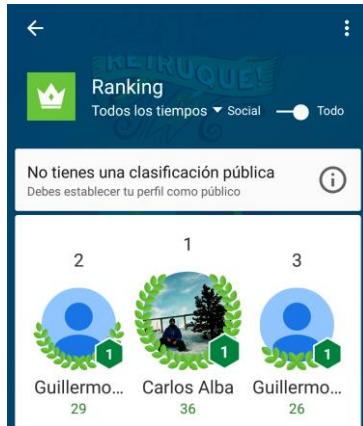 RETRUQUE!
Ranking
Todos los tiempos Social Todo
No tienes una clasificación pública
Debes establecer tu perfil como público
2 1 3
1 1 1
Guillermo... Carlos Alba Guillermo...
29 36 26